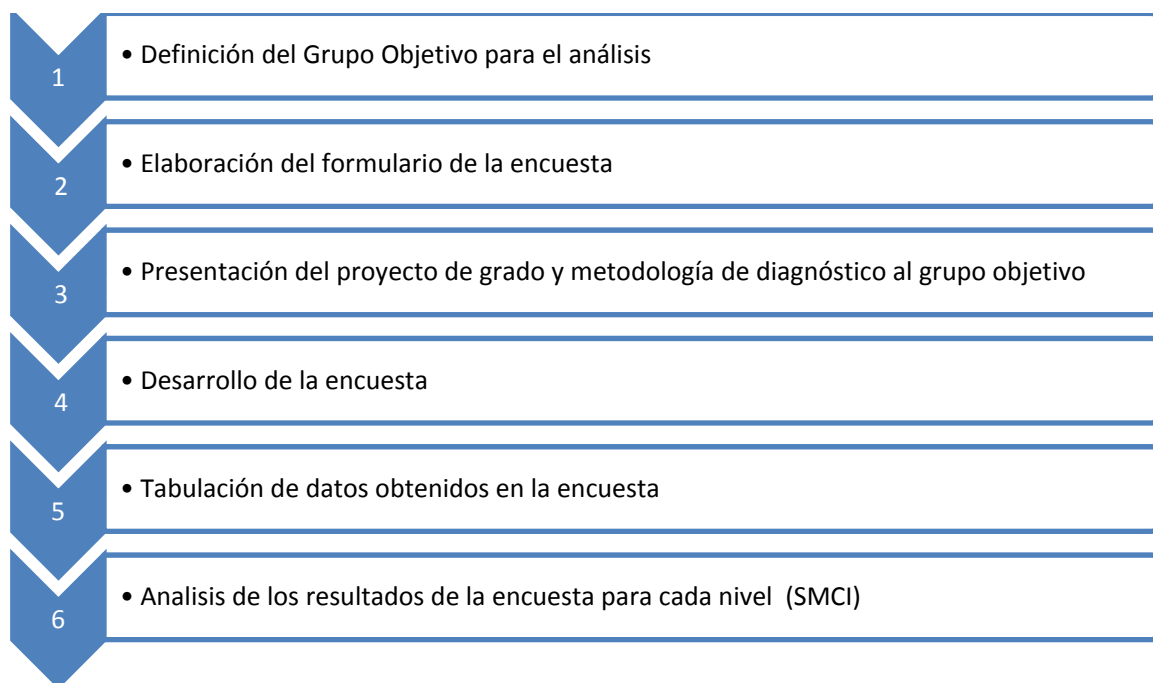 1
• Definición del Grupo Objetivo para el análisis
2
• Elaboración del formulario de la encuesta
3
• Presentación del proyecto de grado y metodología de diagnóstico al grupo objetivo
4
• Desarrollo de la encuesta
5
• Tabulación de datos obtenidos en la encuesta
6
• Analisis de los resultados de la encuesta para cada nivel (SMCI)